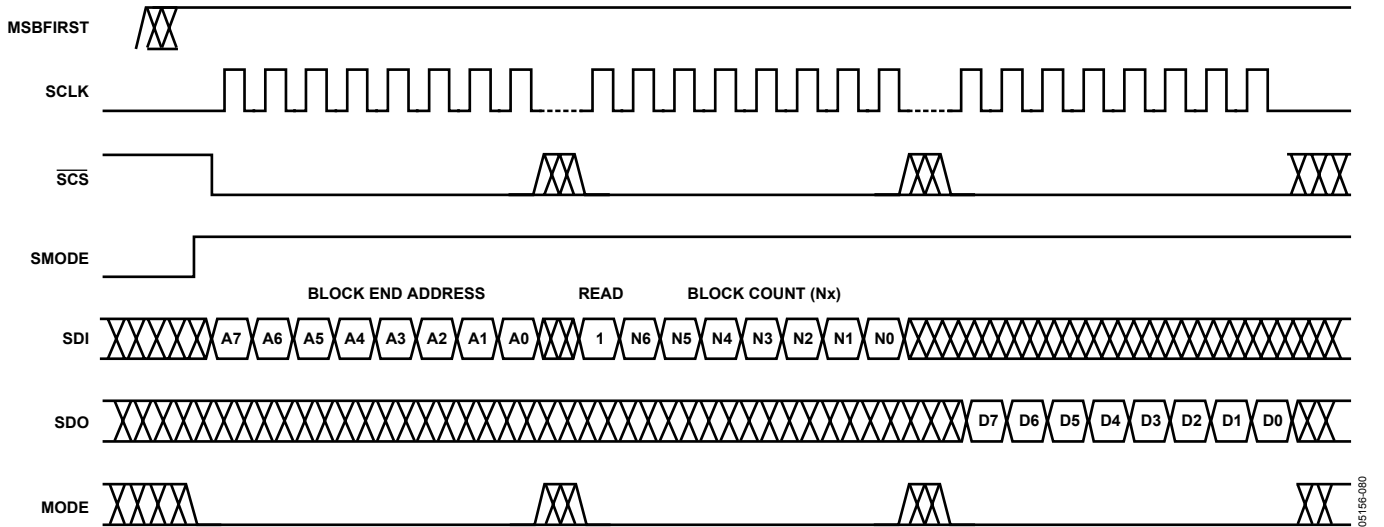 MSBFIRST
SCLK
SCS
SMODE
BLOCK END ADDRESS READ BLOCK COUNT (Nx)
SDI A7 A6 A5 A4 A3 A2 A1 A0 1 N6 N5 N4 N3 N2 N1 N0
SDO D7 D6 D5 D4 D3 D2 D1 D0
MODE
05156-080